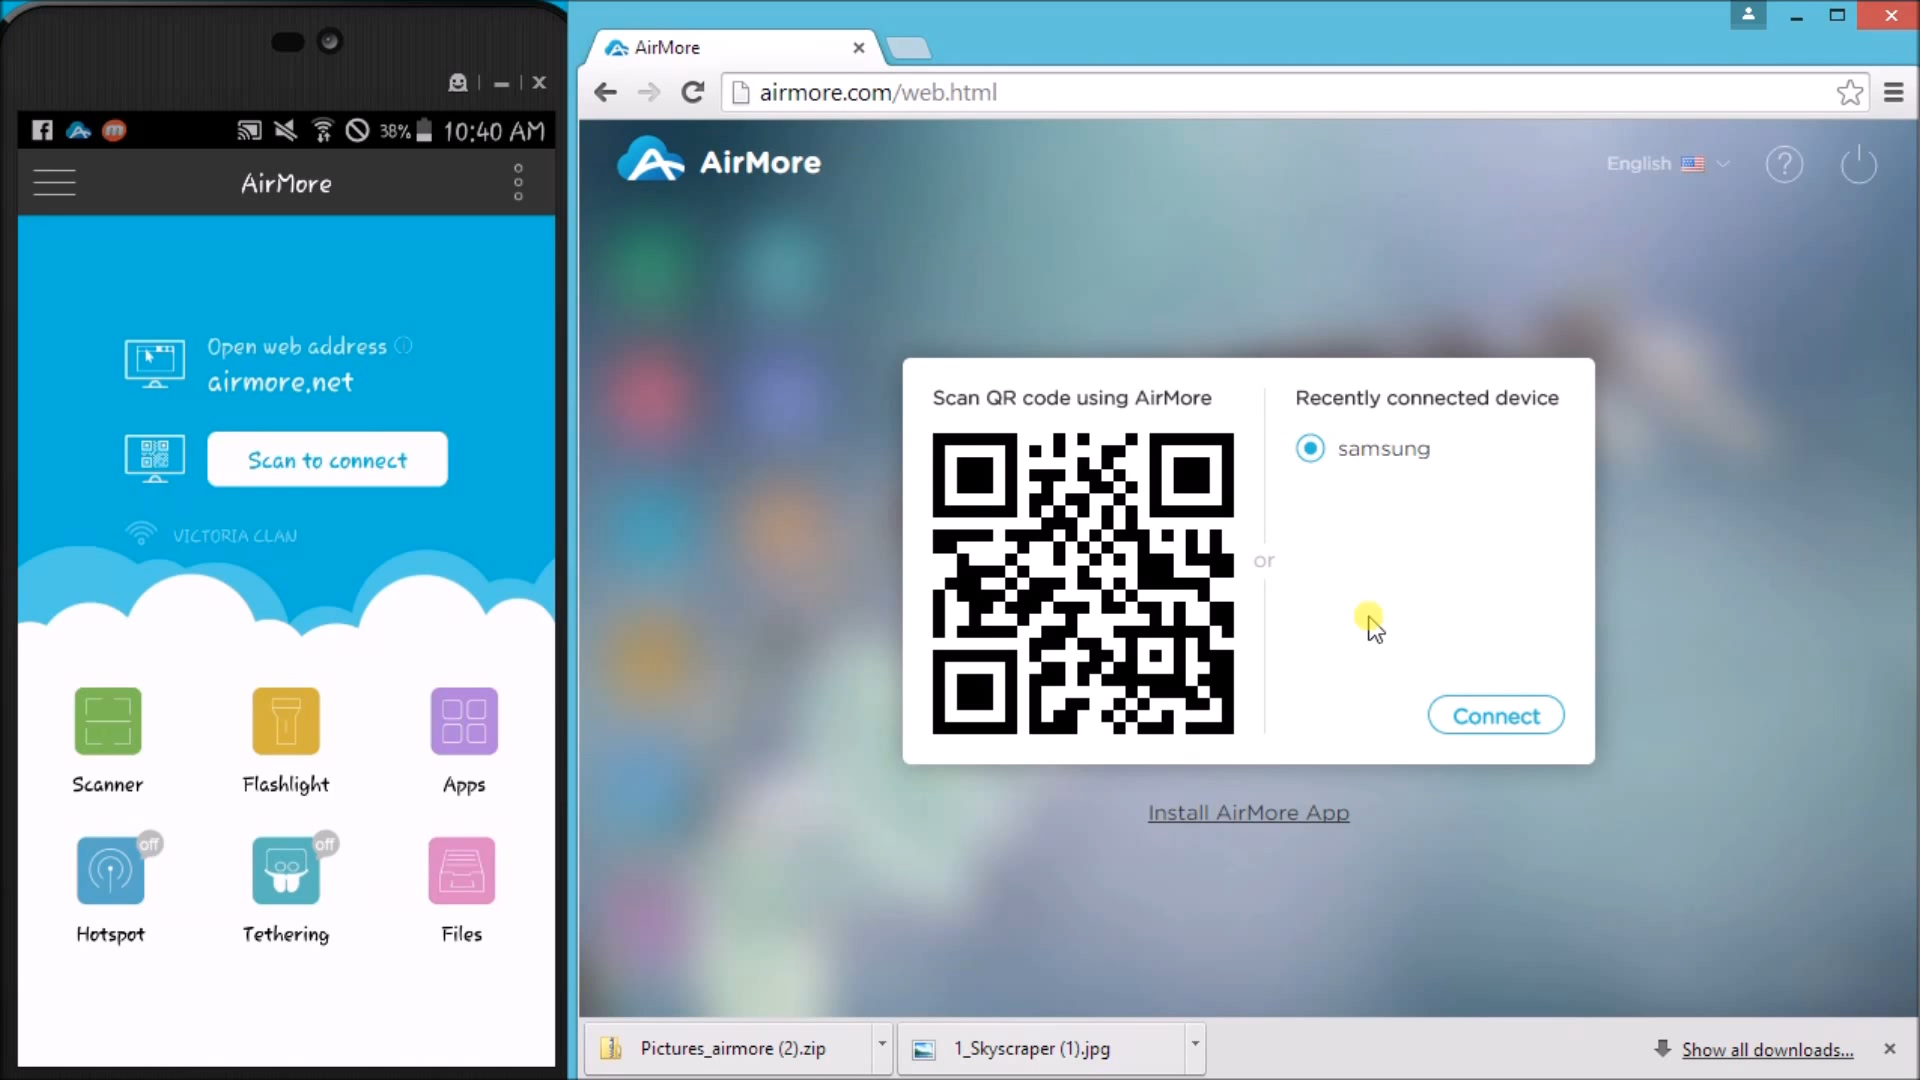 38%
10:40 AM
AirMore
Open web address
airmore.net
Scan to connect
VICTORIA CLAN
Scanner
Flashlight
Apps
off
off
Hotspot
Tethering
Files
AirMore
airmore.com/web.html
AirMore
English
Scan QR code using AirMore
Recently connected device
samsung
or
Connect
Install AirMore App
Pictures_airmore (2).zip
1_Skyscraper (1).jpg
Show all downloads...